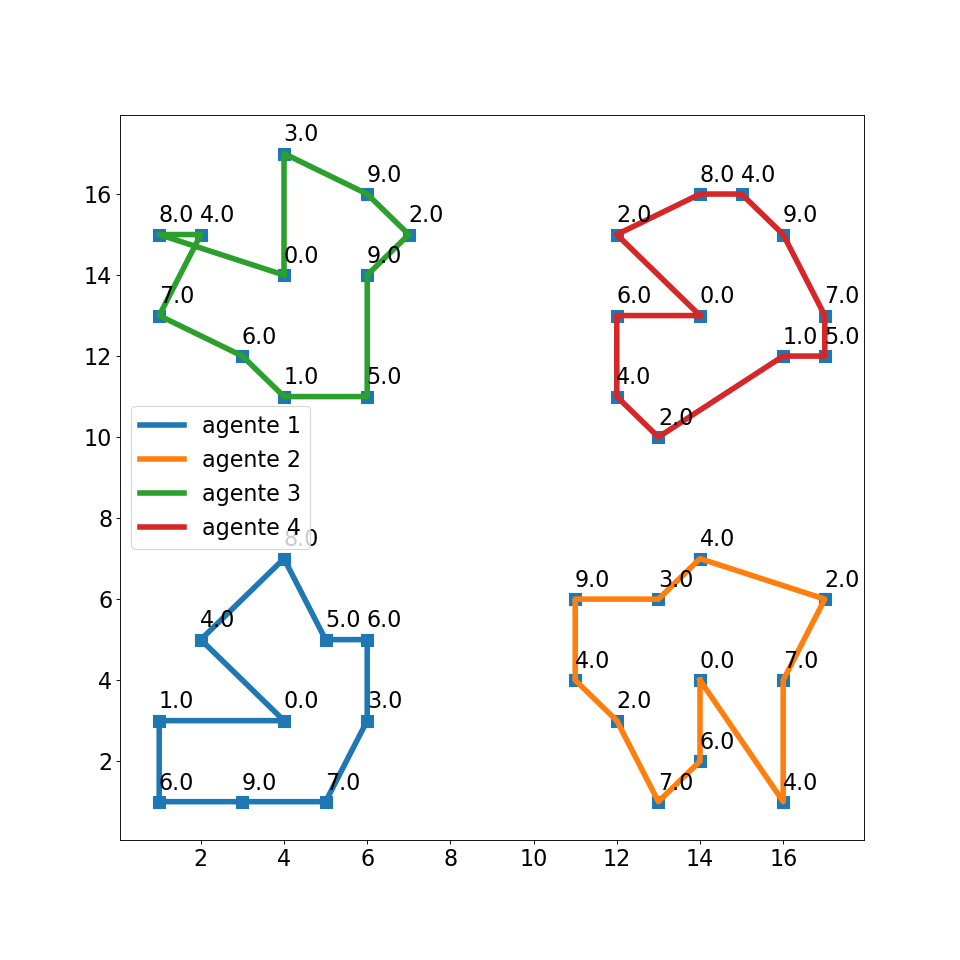 3.0
9.0
8.0 4.0
8.0 4.0 2.0
2.0 9.0
0.0 9.0
7.0 6.0 0.0 7.0
6.0 1.0 5.0
1.0 5.0 4.0
2.0
agente 1
agente 2
agente 3
agente 4
8.0 4.0
9.0 3.0 2.0
4.0 5.0 6.0
4.0 0.0 7.0
1.0 0.0 3.0 2.0
6.0
6.0 9.0 7.0 7.0 4.0
16
14
12
10
8
6
4
2
2 4 6 8 10 12 14 16